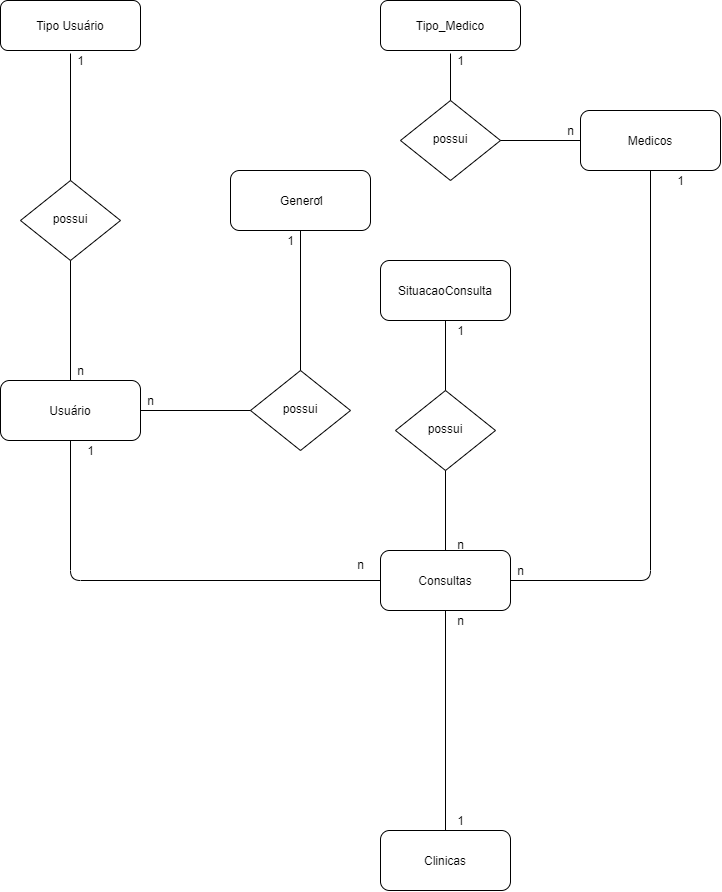 Tipo Usuário
Tipo_Medico
1
1
possui
n
Medicos
1
Generol
1
possui
SituacaoConsulta
1
n
Usuário
n
possui
possui
1
n
n
Consultas
n
n
1
Clinicas